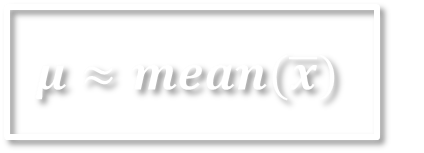 μ ≈ mean(x̅)